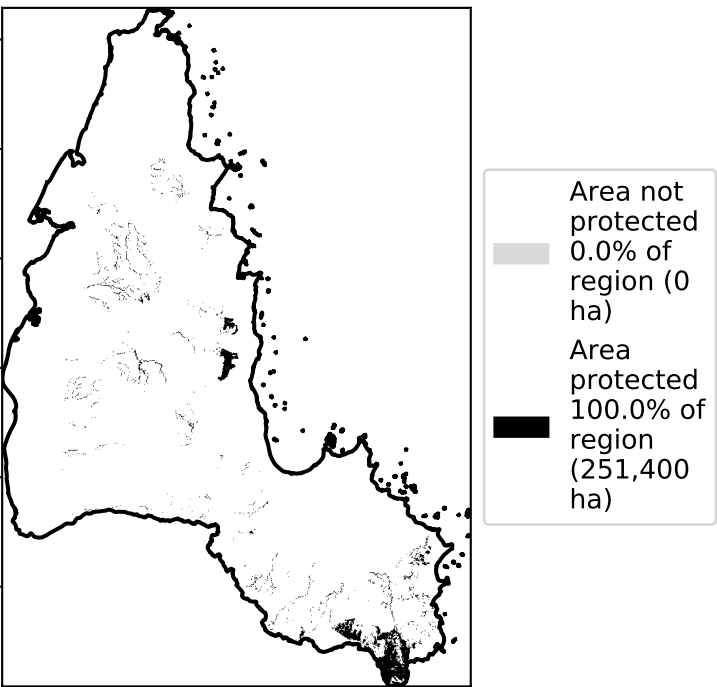 Area not
protected
0.0% of
region (0
ha)
Area
protected
100.0% of
region
(251,400
ha)